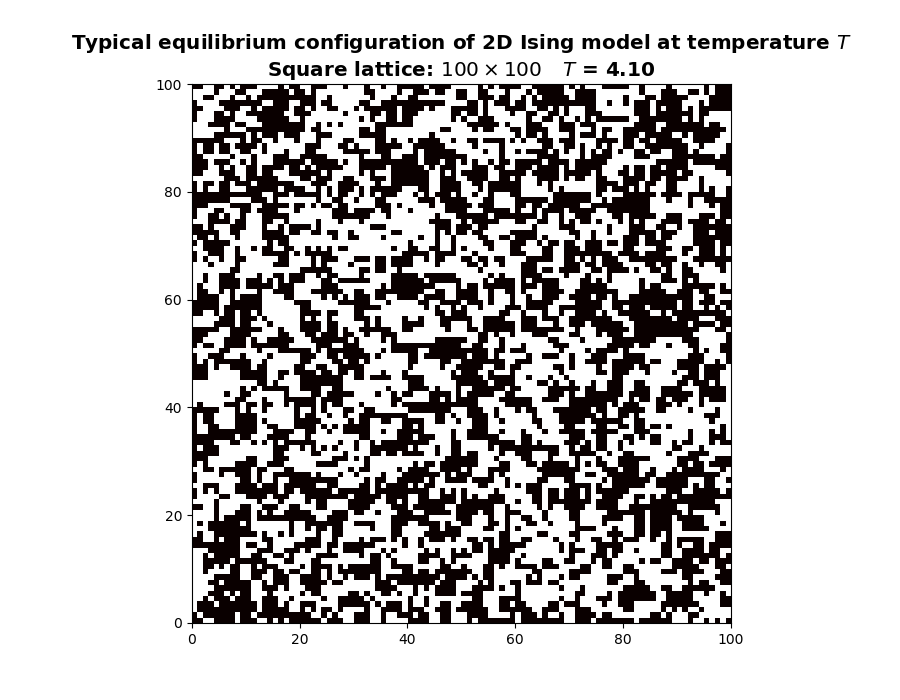 Typical equilibrium configuration of 2D Ising model at temperature T
Square lattice: 100 × 100 T = 4.10
100
80
60
40
20
0
0 20 40 60 80 100